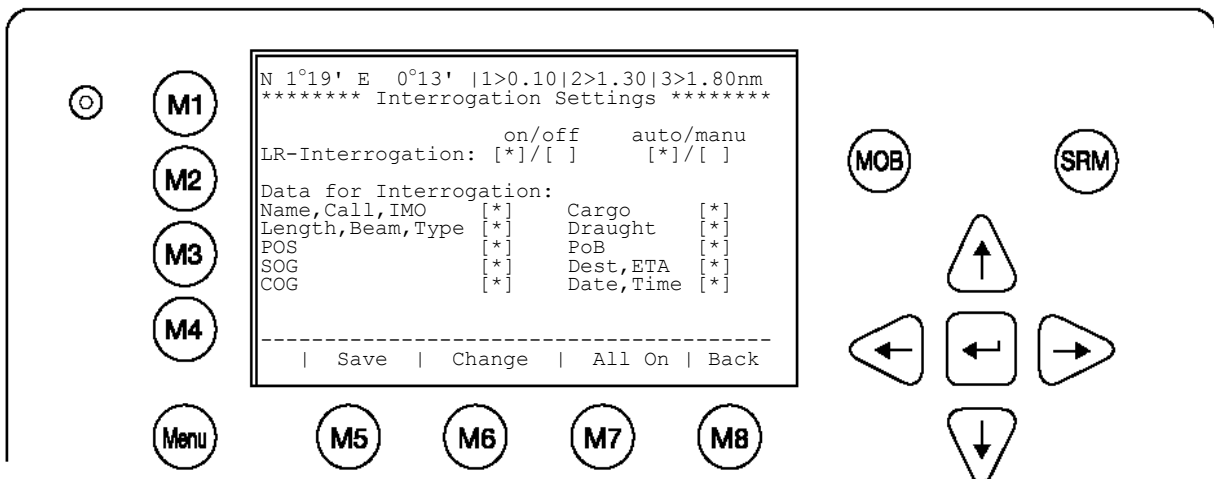 N 1°19' E  0°13' |1>0.10|2>1.30|3>1.80nm
******** Interrogation Settings ********
on/off    auto/manu
LR-Interrogation: [*]/[ ]    [*]/[ ]
Data for Interrogation:
Name,Call,IMO    [*]    Cargo    [*]
Length,Beam,Type [*]    Draught    [*]
POS    [*]    PoB    [*]
SOG    [*]    Dest,ETA    [*]
COG    [*]    Date,Time [*]
----------------------------------------
| Save | Change | All On | Back
M1
M2
M3
M4
Menu
M5
M6
M7
M8
MOB
SRM